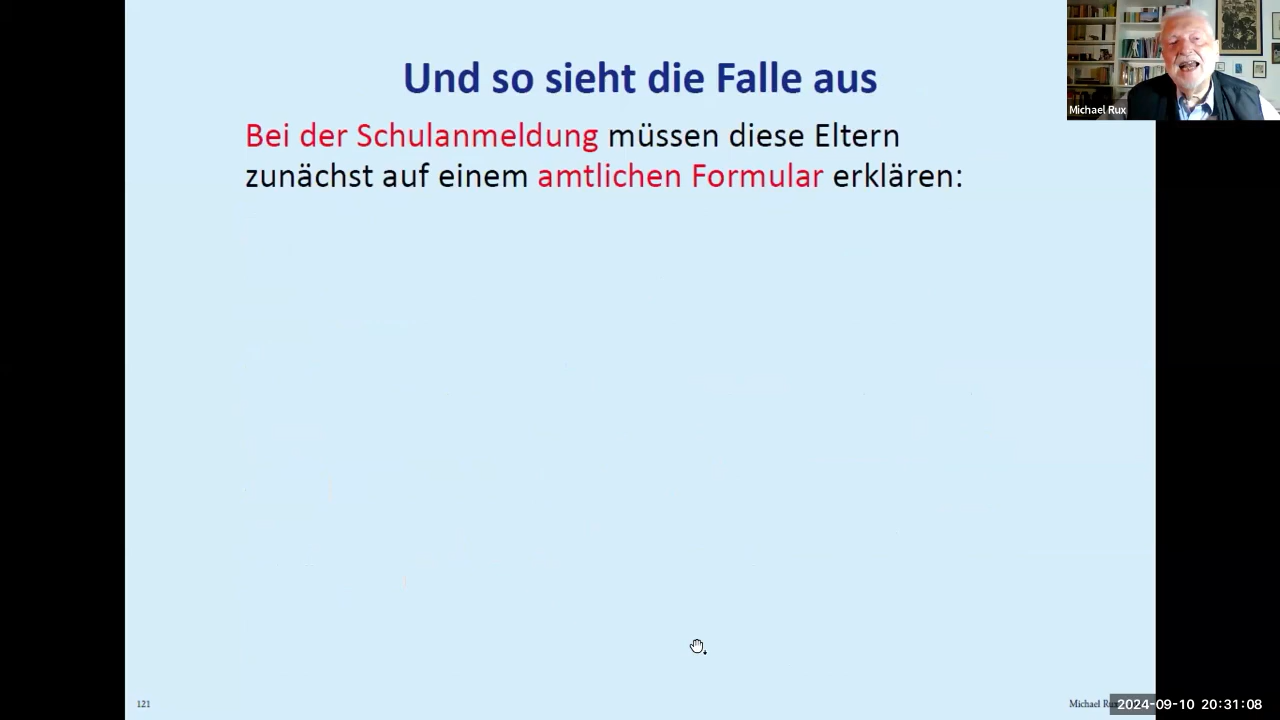 Und so sieht die Falle aus
Bei der Schulanmeldung müssen diese Eltern
zunächst auf einem amtlichen Formular erklären:
Michael Rux
121
Michael
2024-09-10 20:31:08